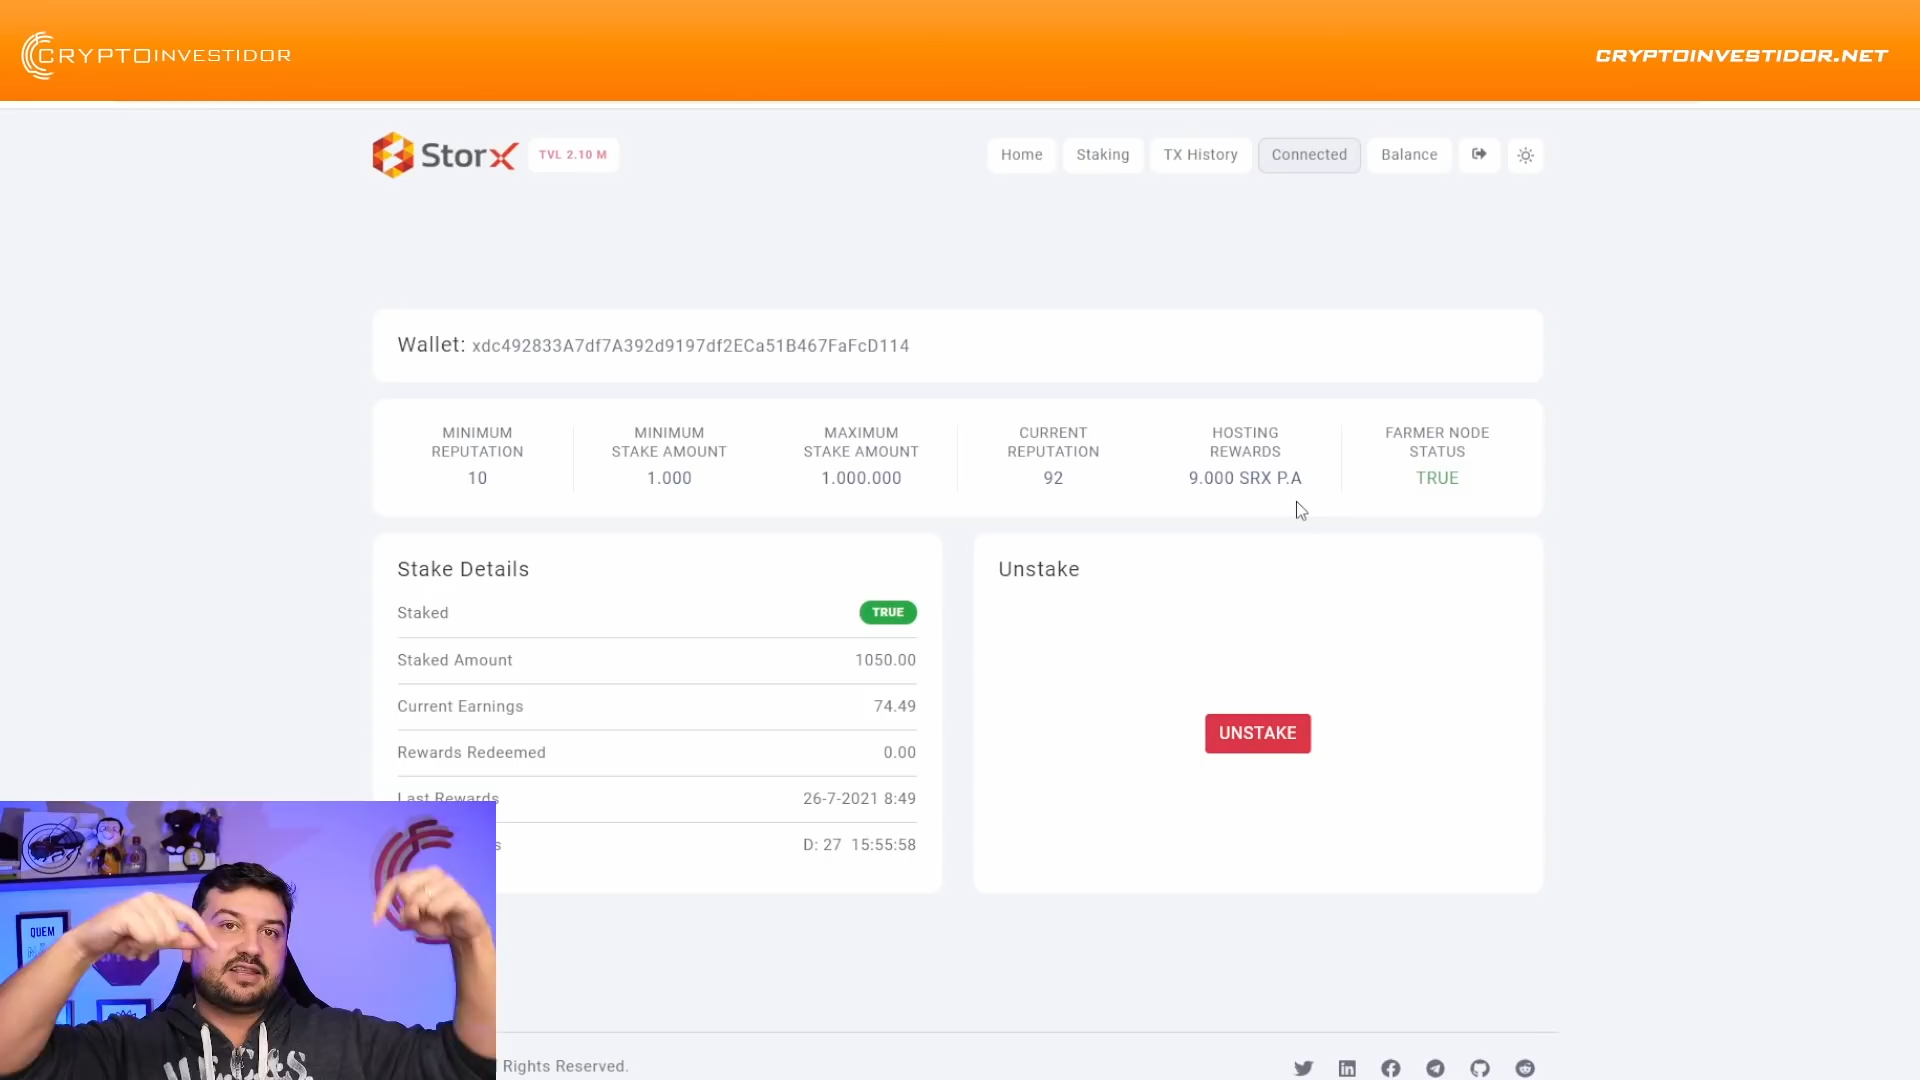 CRYPTOINVESTIDOR
CRYPTOINVESTIDOR.NET
StorX
TVL 2.10 M
Home
Staking
TX History
Connected
Balance
Wallet: xdc492833A7df7A392d9197df2ECa51B467FaFcD114
MINIMUM
REPUTATION
10
MINIMUM
STAKE AMOUNT
1.000
MAXIMUM
STAKE AMOUNT
1.000.000
CURRENT
REPUTATION
92
HOSTING
REWARDS
9.000 SRX P.A
FARMER NODE
STATUS
TRUE
Stake Details
Staked TRUE
Staked Amount 1050.00
Current Earnings 74.49
Rewards Redeemed 0.00
Last Rewards 26-7-2021 8:49
D: 27 15:55:58
Unstake
UNSTAKE
QUEM
Rights Reserved.